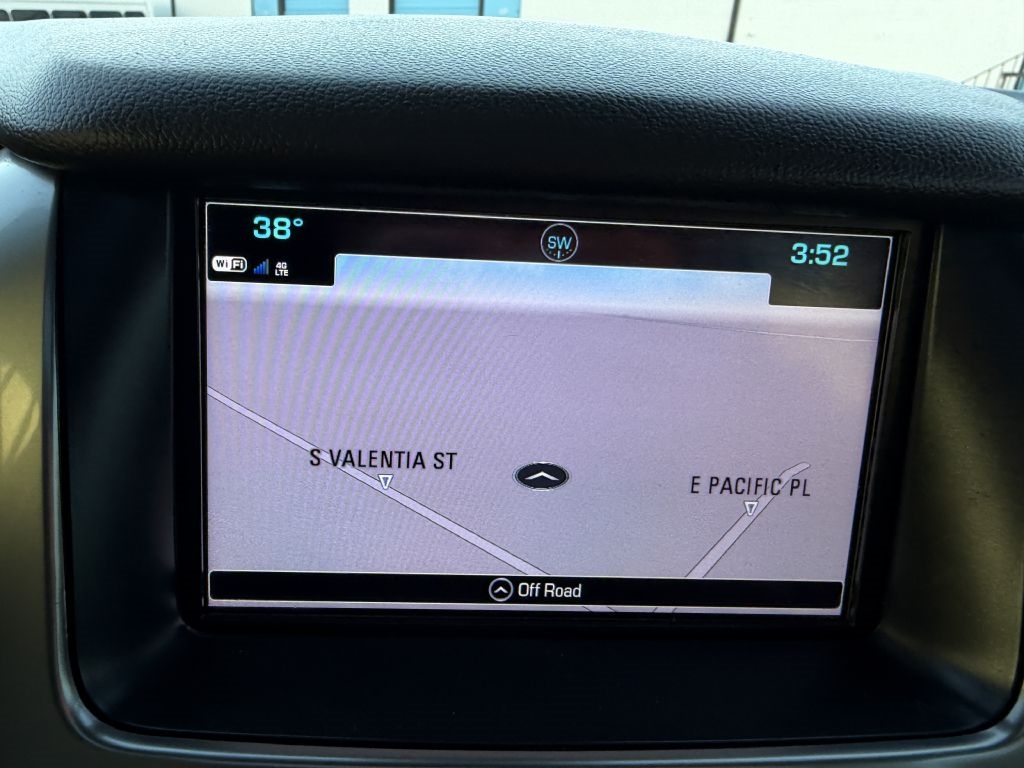 38°
SW
3:52
WiFi
4G
LTE
S VALENTIA ST
E PACIFIC PL
Off Road